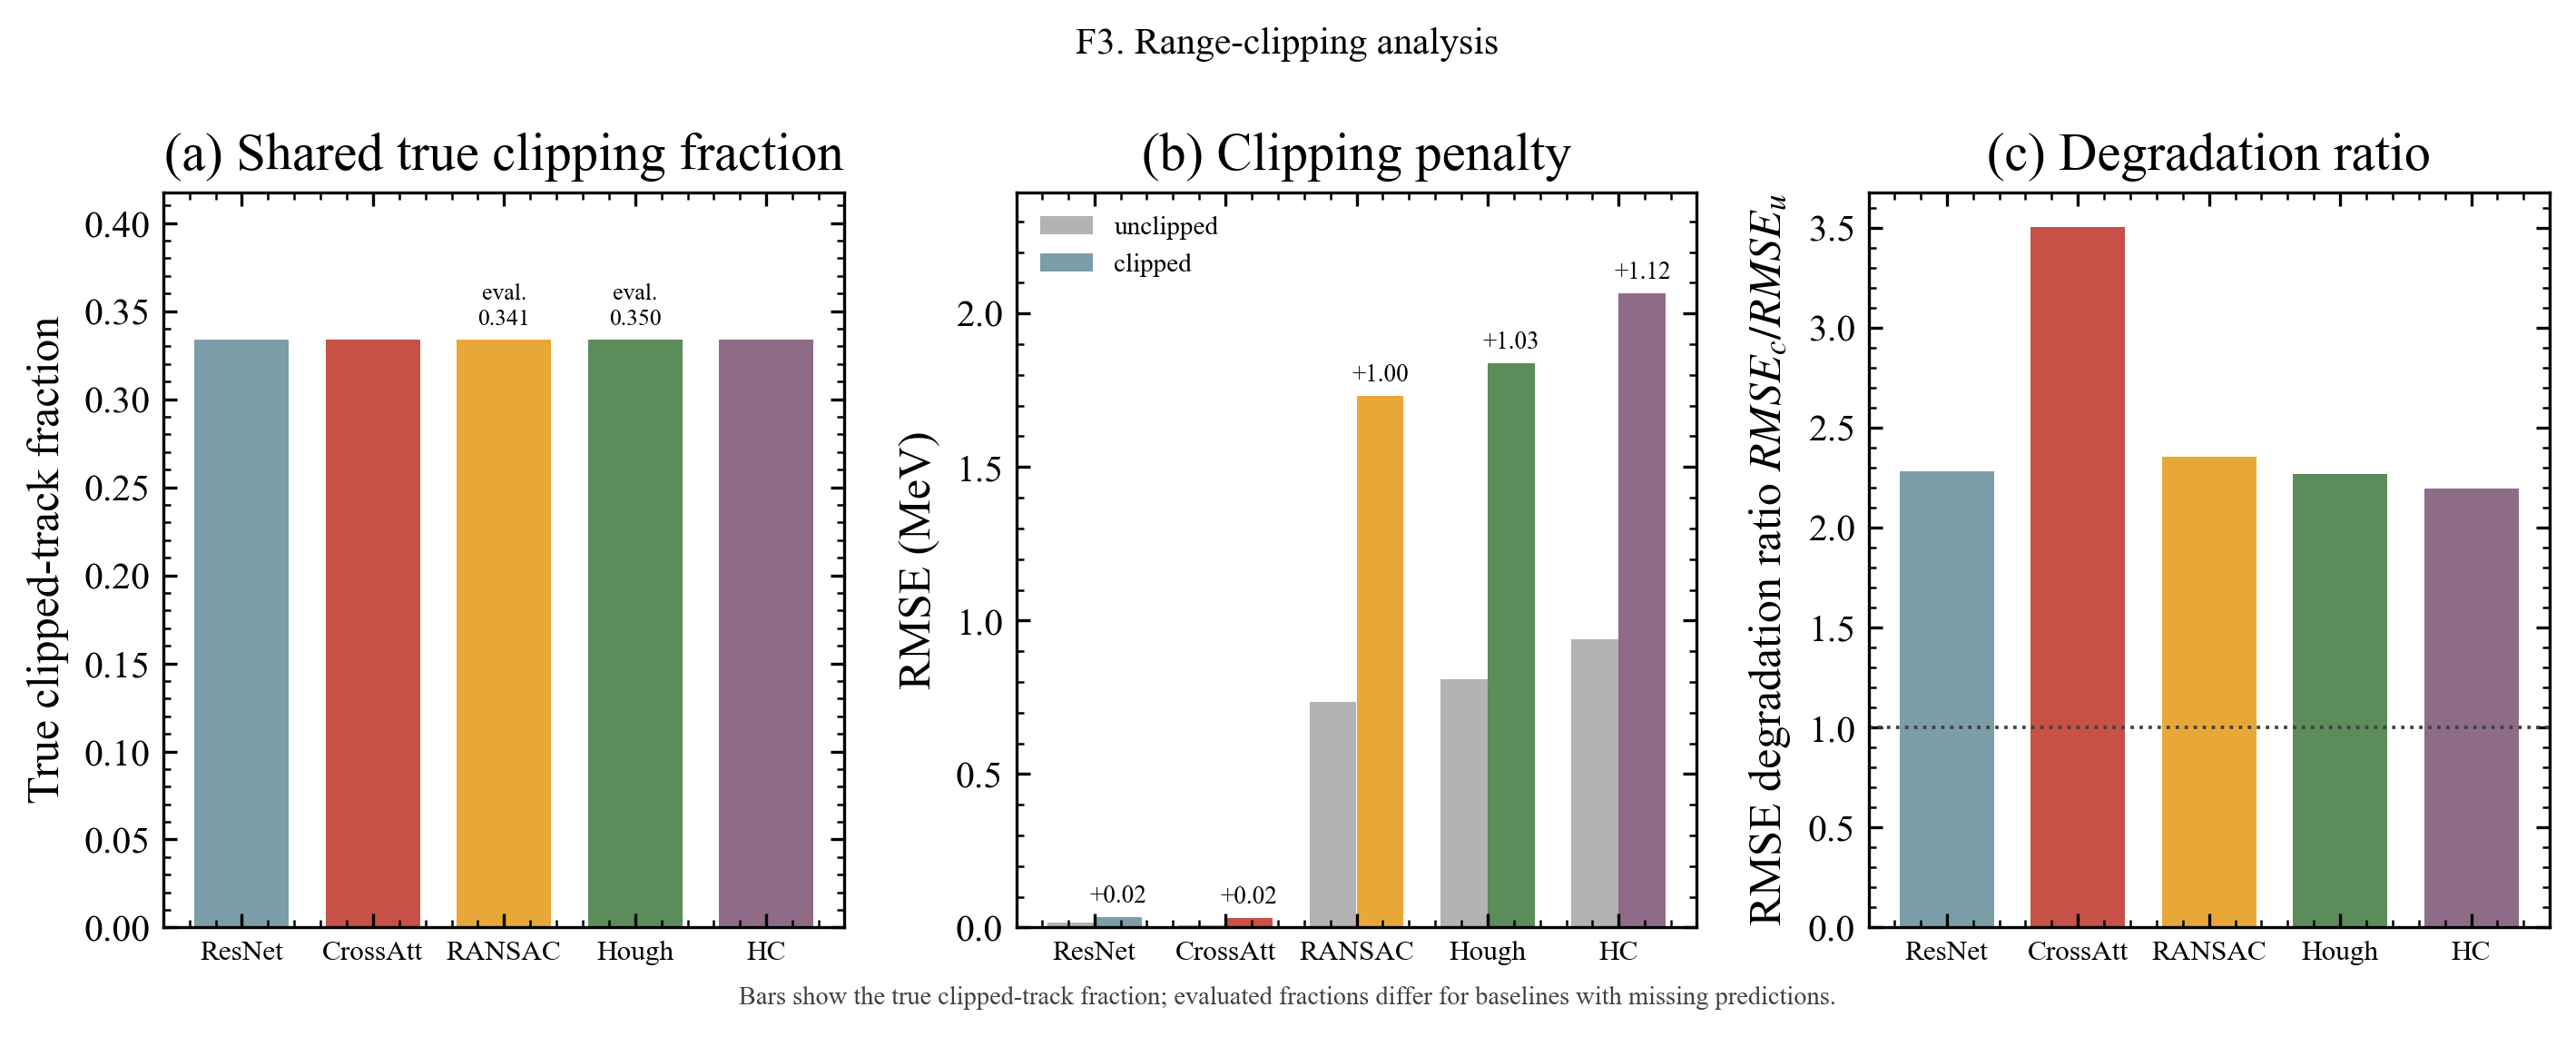 F3. Range-clipping analysis
(a) Shared true clipping fraction
True clipped-track fraction
0.40
0.35
0.30
0.25
0.20
0.15
0.10
0.05
0.00
eval.
0.341
eval.
0.350
ResNet CrossAtt RANSAC Hough HC
(b) Clipping penalty
RMSE (MeV)
unclipped
clipped
2.0
1.5
1.0
0.5
0.0
+0.02
+0.02
+1.00
+1.03
+1.12
ResNet CrossAtt RANSAC Hough HC
(c) Degradation ratio
RMSE degradation ratio RMSE_c/RMSE_u
3.5
3.0
2.5
2.0
1.5
1.0
0.5
0.0
ResNet CrossAtt RANSAC Hough HC
Bars show the true clipped-track fraction; evaluated fractions differ for baselines with missing predictions.